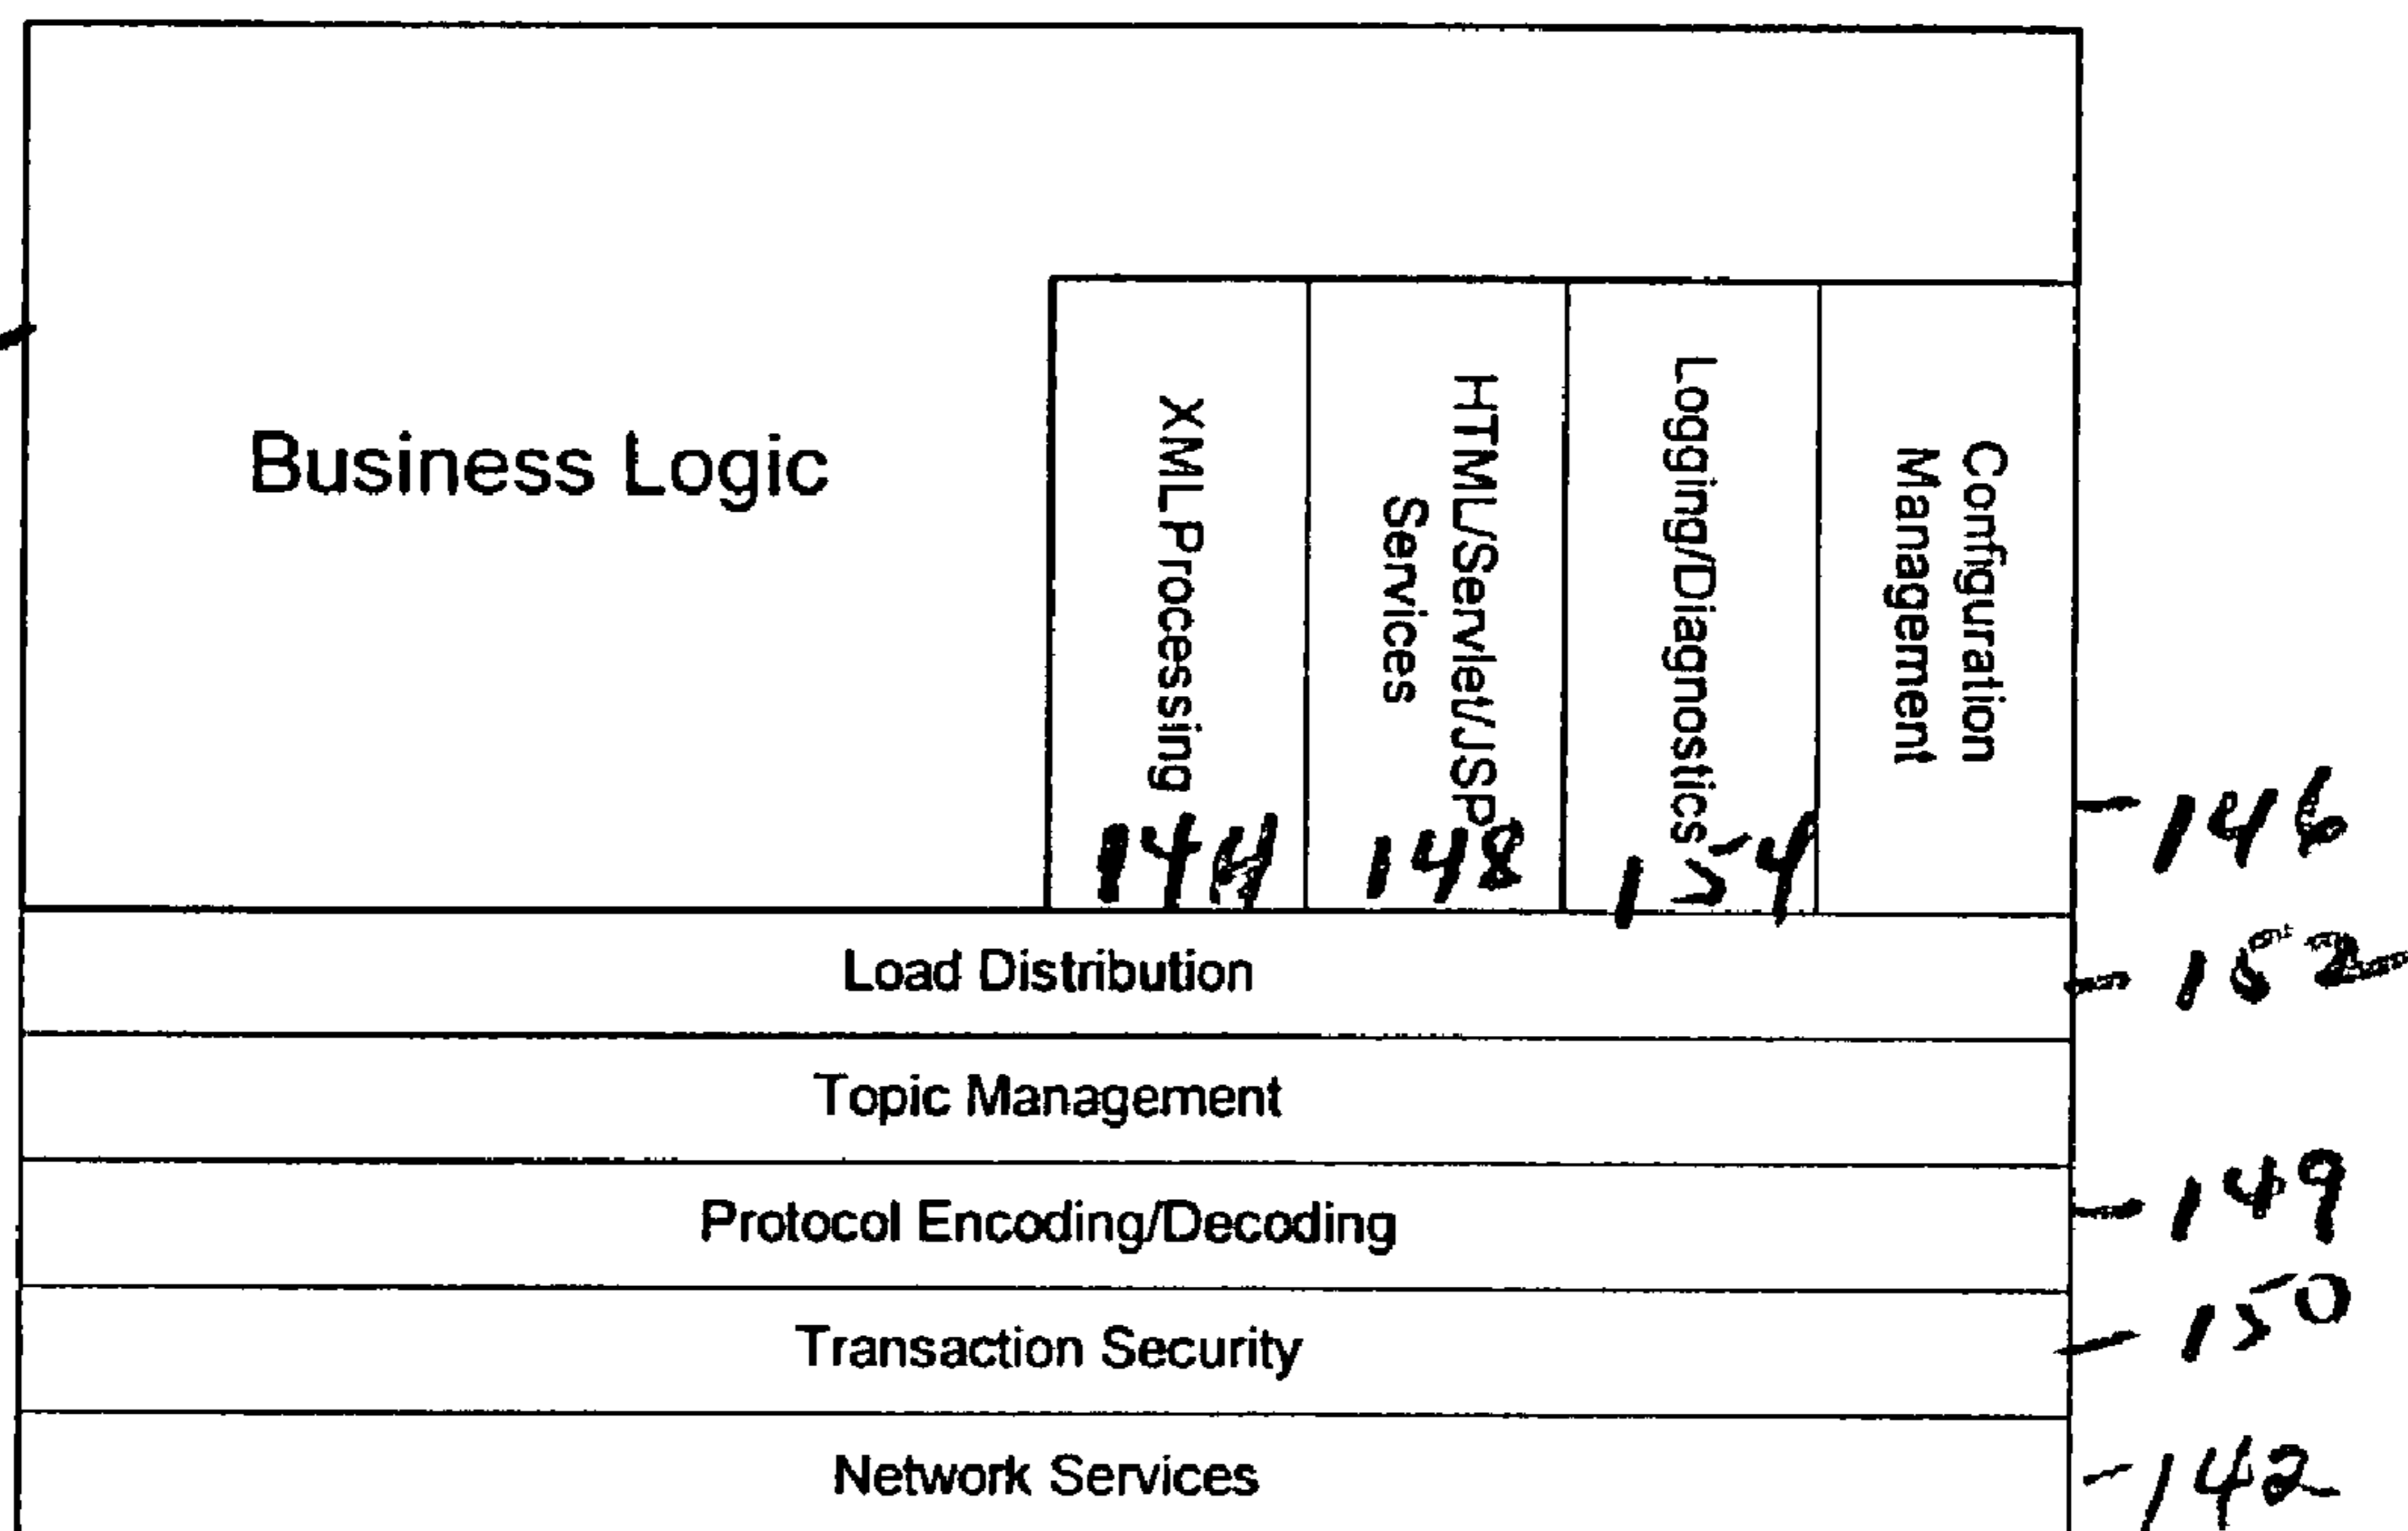 Business Logic
XML Processing
144
HTML/Servlet/JSP
Services
148
Logging/Diagnostics
154
Configuration
Management
146
Load Distribution
152
Topic Management
Protocol Encoding/Decoding
149
Transaction Security
150
Network Services
142